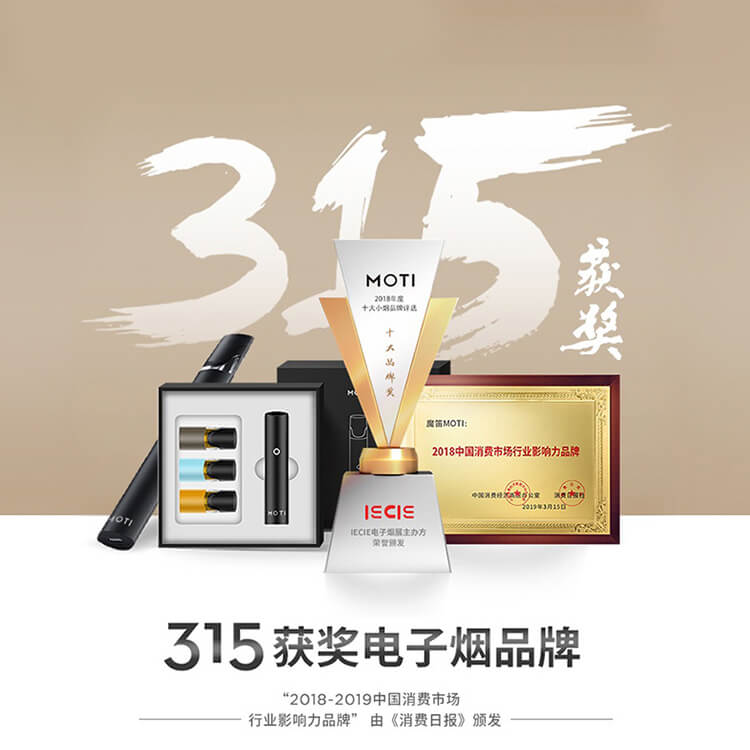 315
获奖
MOTI
2018年度
十大小烟品牌评选
十大品牌奖
IECIE
IECIE电子烟展主办方
荣誉颁发
MOTI
MOTI
MOTI
魔笛MOTI:
2018中国消费市场行业影响力品牌
2019年3月15日
315获奖电子烟品牌
“2018-2019中国消费市场
行业影响力品牌” 由《消费日报》颁发